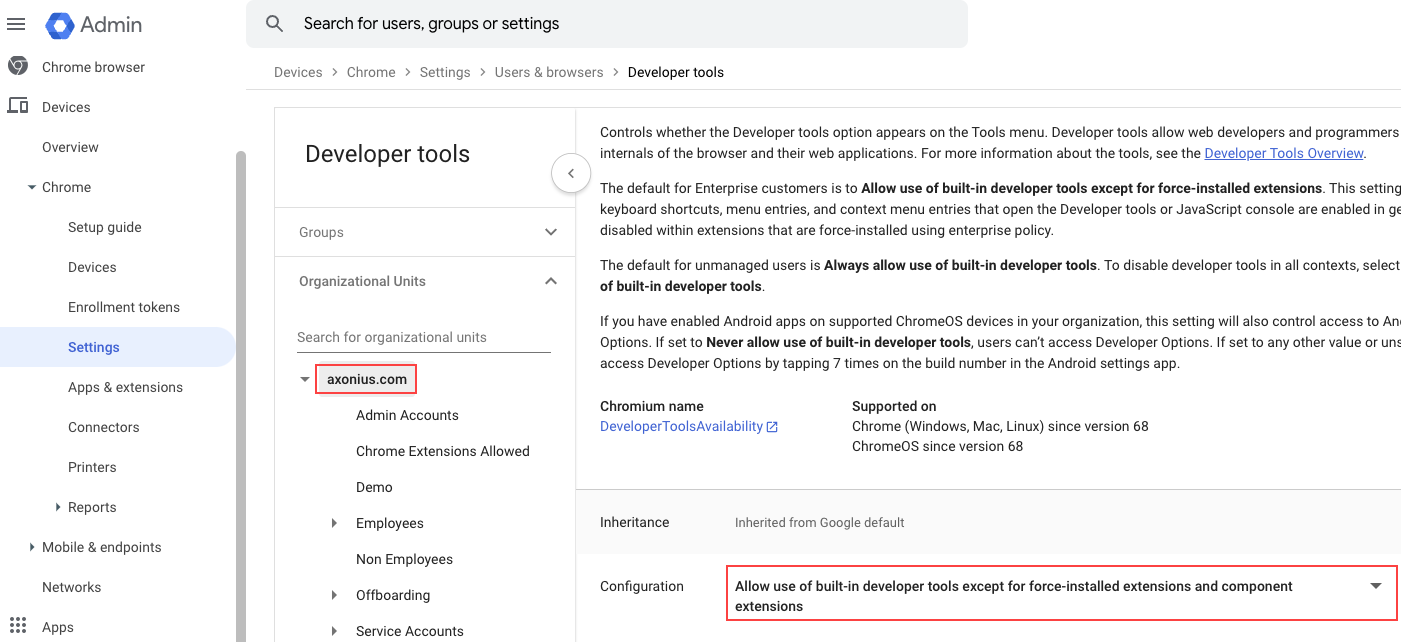 Admin
Search for users, groups or settings
Chrome browser
Devices
Overview
Chrome
Setup guide
Devices
Enrollment tokens
Settings
Apps & extensions
Connectors
Printers
Reports
Mobile & endpoints
Networks
Apps
Devices > Chrome > Settings > Users & browsers > Developer tools
Developer tools
Groups
Organizational Units
Search for organizational units
axonius.com
Admin Accounts
Chrome Extensions Allowed
Demo
Employees
Non Employees
Offboarding
Service Accounts
Controls whether the Developer tools option appears on the Tools menu. Developer tools allow web developers and programmers
internals of the browser and their web applications. For more information about the tools, see the Developer Tools Overview.
The default for Enterprise customers is to Allow use of built-in developer tools except for force-installed extensions. This setting
keyboard shortcuts, menu entries, and context menu entries that open the Developer tools or JavaScript console are enabled in ge
disabled within extensions that are force-installed using enterprise policy.
The default for unmanaged users is Always allow use of built-in developer tools. To disable developer tools in all contexts, select
of built-in developer tools.
If you have enabled Android apps on supported ChromeOS devices in your organization, this setting will also control access to An
Options. If set to Never allow use of built-in developer tools, users can't access Developer Options. If set to any other value or uns
access Developer Options by tapping 7 times on the build number in the Android settings app.
Chromium name
DeveloperToolsAvailability
Supported on
Chrome (Windows, Mac, Linux) since version 68
ChromeOS since version 68
Inheritance
Inherited from Google default
Configuration
Allow use of built-in developer tools except for force-installed extensions and component
extensions